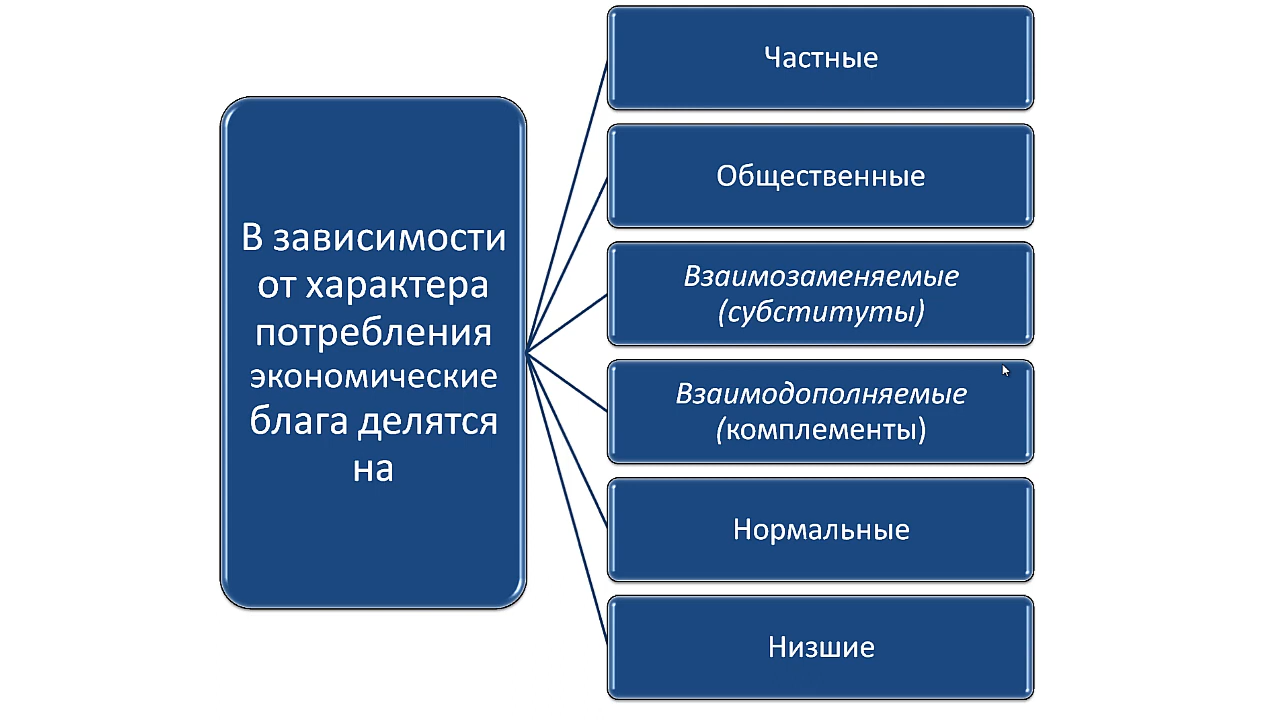 В зависимости
от характера
потребления
экономические
блага делятся
на
Частные
Общественные
Взаимозаменяемые
(субституты)
Взаимодополняемые
(комплементы)
Нормальные
Низшие